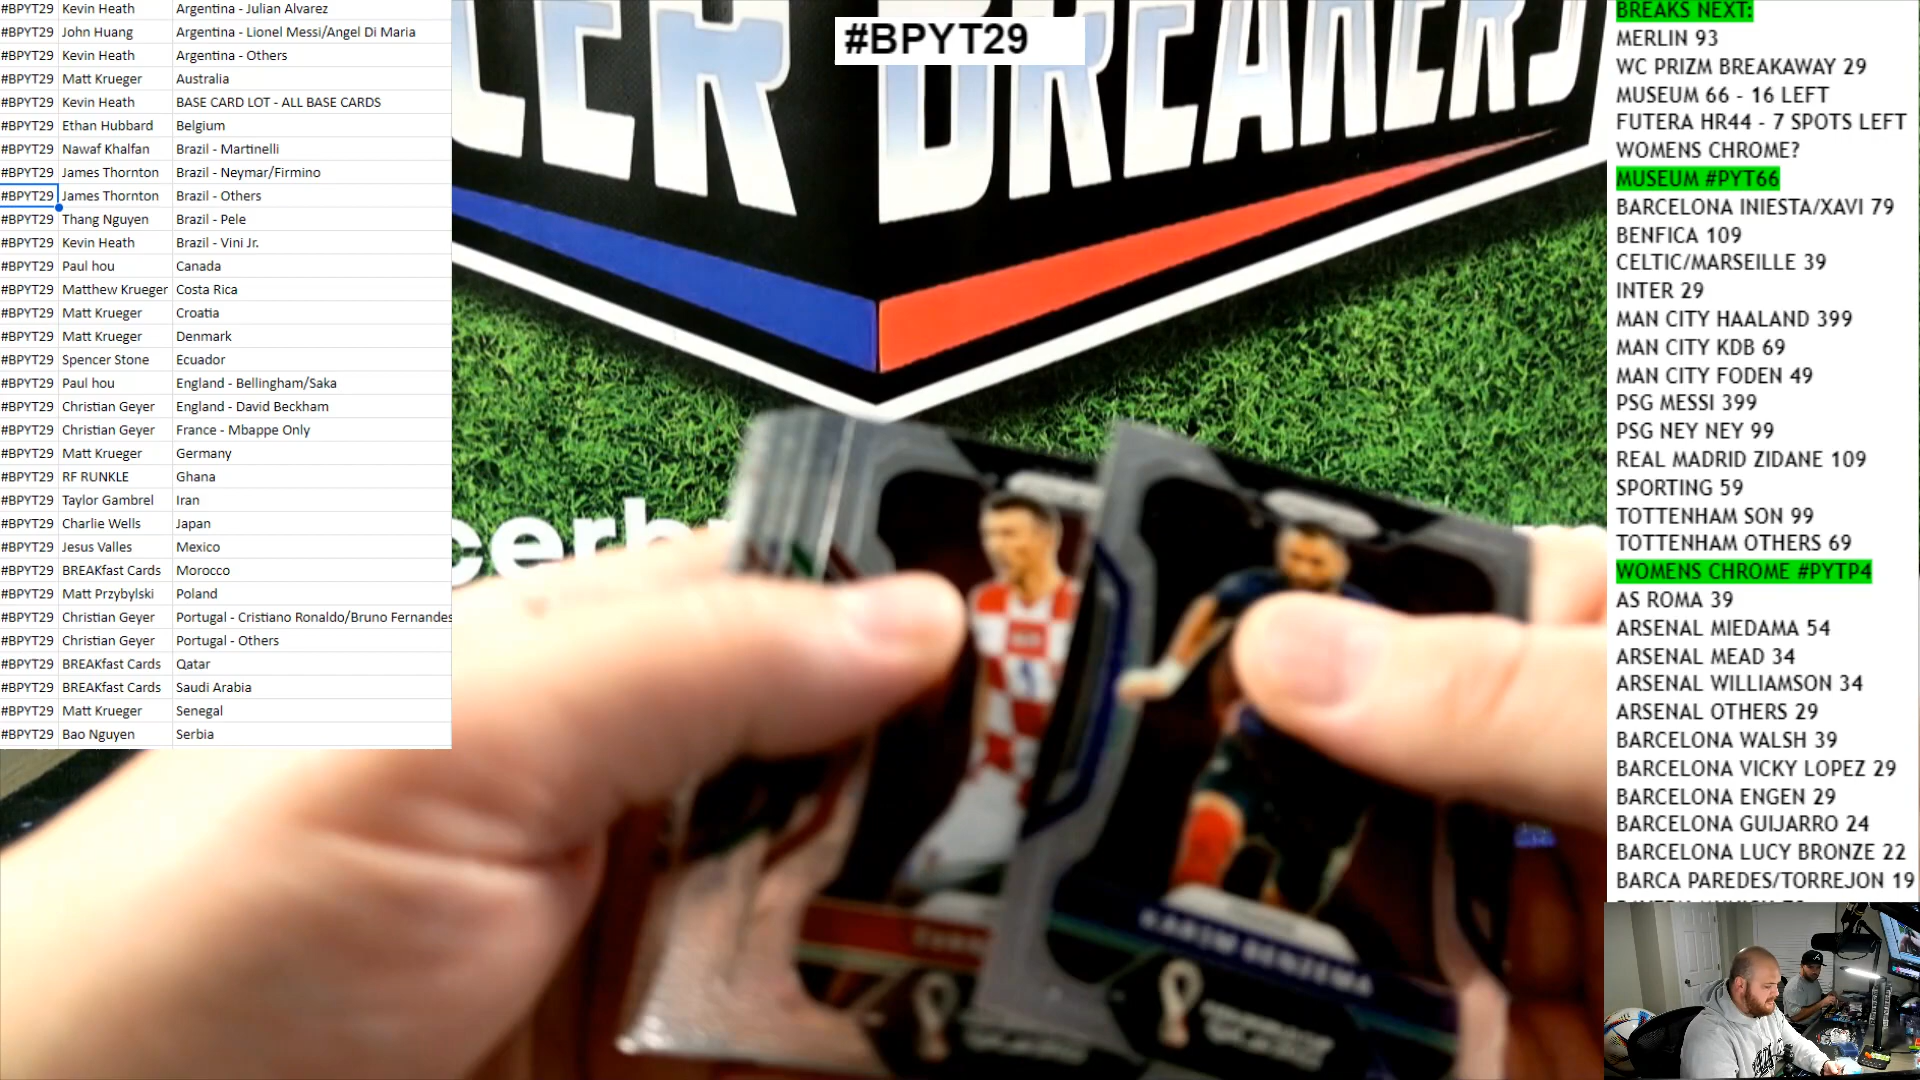 #BPYT29 Kevin Heath Argentina - Julian Alvarez
#BPYT29 John Huang Argentina - Lionel Messi/Angel Di Maria
#BPYT29 Kevin Heath Argentina - Others
#BPYT29 Matt Krueger Australia
#BPYT29 Kevin Heath BASE CARD LOT - ALL BASE CARDS
#BPYT29 Ethan Hubbard Belgium
#BPYT29 Nawaf Khalfan Brazil - Martinelli
#BPYT29 James Thornton Brazil - Neymar/Firmino
#BPYT29 James Thornton Brazil - Others
#BPYT29 Thang Nguyen Brazil - Pele
#BPYT29 Kevin Heath Brazil - Vini Jr.
#BPYT29 Paul hou Canada
#BPYT29 Matthew Krueger Costa Rica
#BPYT29 Matt Krueger Croatia
#BPYT29 Matt Krueger Denmark
#BPYT29 Spencer Stone Ecuador
#BPYT29 Paul hou England - Bellingham/Saka
#BPYT29 Christian Geyer England - David Beckham
#BPYT29 Christian Geyer France - Mbappe Only
#BPYT29 Matt Krueger Germany
#BPYT29 RF RUNKLE Ghana
#BPYT29 Taylor Gambrel Iran
#BPYT29 Charlie Wells Japan
#BPYT29 Jesus Valles Mexico
#BPYT29 BREAKfast Cards Morocco
#BPYT29 Matt Przybylski Poland
#BPYT29 Christian Geyer Portugal - Cristiano Ronaldo/Bruno Fernandes
#BPYT29 Christian Geyer Portugal - Others
#BPYT29 BREAKfast Cards Qatar
#BPYT29 BREAKfast Cards Saudi Arabia
#BPYT29 Matt Krueger Senegal
#BPYT29 Bao Nguyen Serbia
#BPYT29
CER BREAKERS
cerb
KARIM BENZEMA
BREAKS NEXT:
MERLIN 93
WC PRIZM BREAKAWAY 29
MUSEUM 66 - 16 LEFT
FUTERA HR44 - 7 SPOTS LEFT
WOMENS CHROME?
MUSEUM #PYT66
BARCELONA INIESTA/XAVI 79
BENFICA 109
CELTIC/MARSEILLE 39
INTER 29
MAN CITY HAALAND 399
MAN CITY KDB 69
MAN CITY FODEN 49
PSG MESSI 399
PSG NEY NEY 99
REAL MADRID ZIDANE 109
SPORTING 59
TOTTENHAM SON 99
TOTTENHAM OTHERS 69
WOMENS CHROME #PYTP4
AS ROMA 39
ARSENAL MIEDAMA 54
ARSENAL MEAD 34
ARSENAL WILLIAMSON 34
ARSENAL OTHERS 29
BARCELONA WALSH 39
BARCELONA VICKY LOPEZ 29
BARCELONA ENGEN 29
BARCELONA GUIJARRO 24
BARCELONA LUCY BRONZE 22
BARCA PAREDES/TORREJON 19